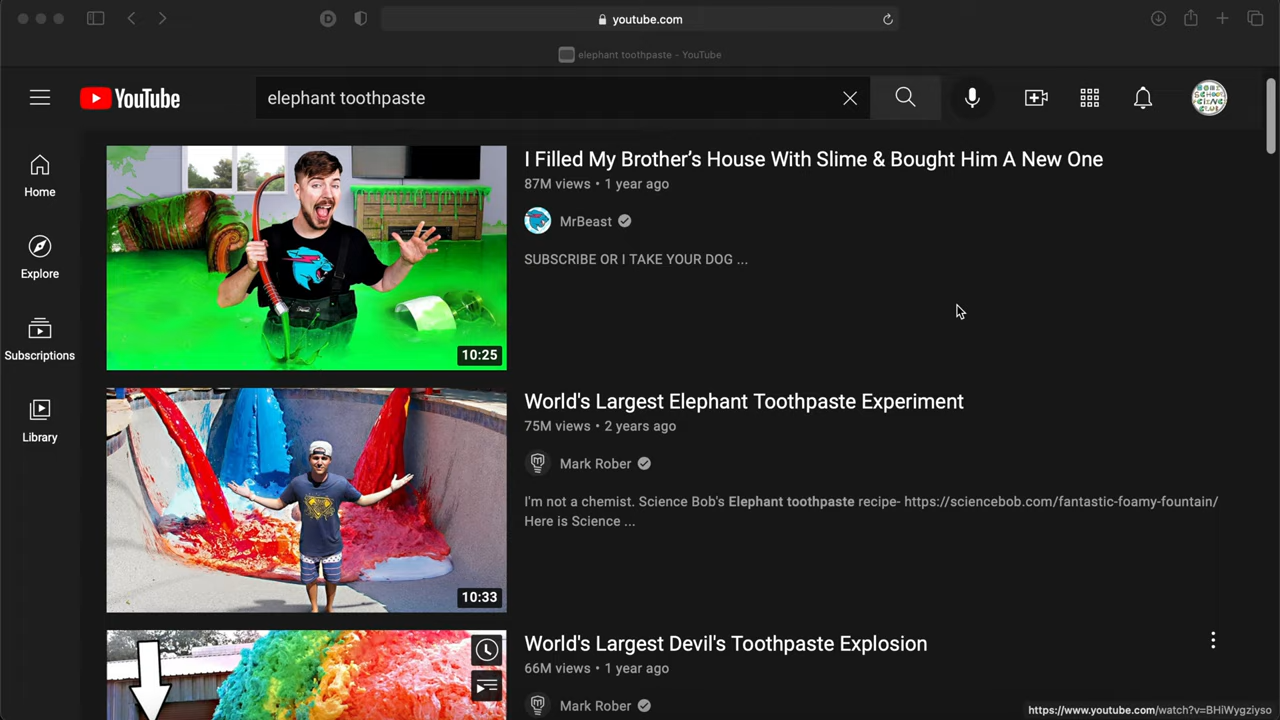 youtube.com
elephant toothpaste - YouTube
YouTube
elephant toothpaste
Home
Explore
Subscriptions
Library
10:25
I Filled My Brother’s House With Slime & Bought Him A New One
87M views • 1 year ago
MrBeast
SUBSCRIBE OR I TAKE YOUR DOG ...
10:33
World's Largest Elephant Toothpaste Experiment
75M views • 2 years ago
Mark Rober
I'm not a chemist. Science Bob's Elephant toothpaste recipe- https://sciencebob.com/fantastic-foamy-fountain/
Here is Science ...
World's Largest Devil's Toothpaste Explosion
66M views • 1 year ago
Mark Rober
https://www.youtube.com/watch?v=BHiWygziyso